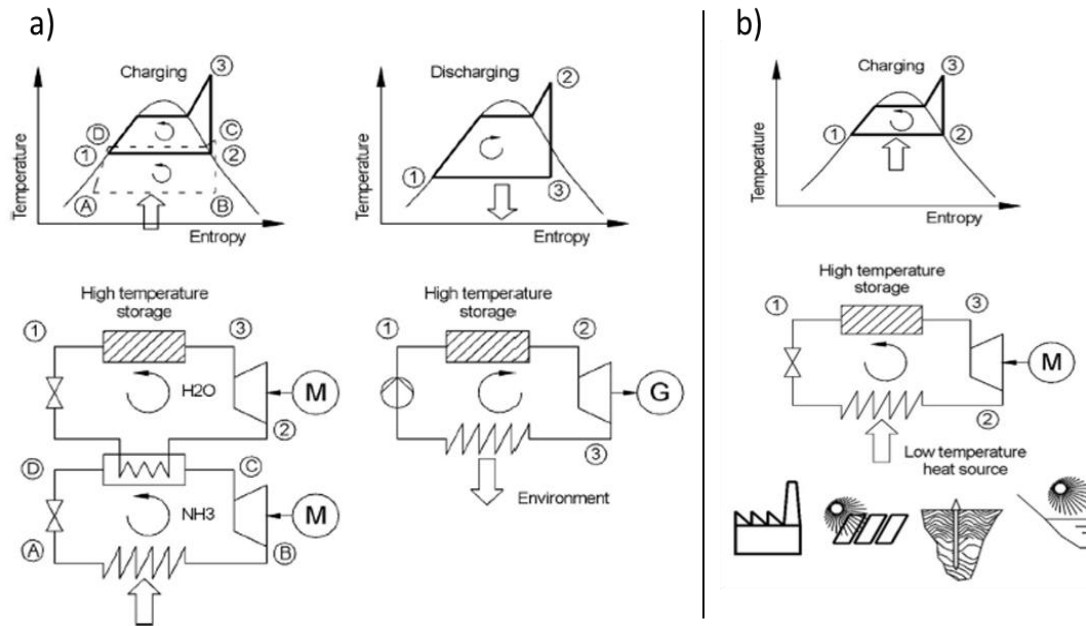 a)
Charging
Temperature
Entropy
A
B
C
D
1
2
3
Discharging
Temperature
Entropy
1
2
3
High temperature
storage
1
3
H2O
M
2
D
C
NH3
M
A
B
High temperature
storage
1
2
G
3
Environment
b)
Charging
Temperature
Entropy
1
2
3
High temperature
storage
1
3
M
2
Low temperature
heat source